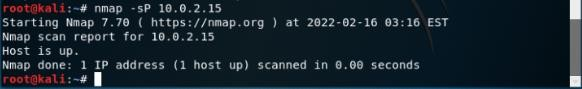 root@kali:~# nmap -sP 10.0.2.15
Starting Nmap 7.70 ( https://nmap.org ) at 2022-02-16 03:16 EST
Nmap scan report for 10.0.2.15
Host is up.
Nmap done: 1 IP address (1 host up) scanned in 0.00 seconds
root@kali:~#